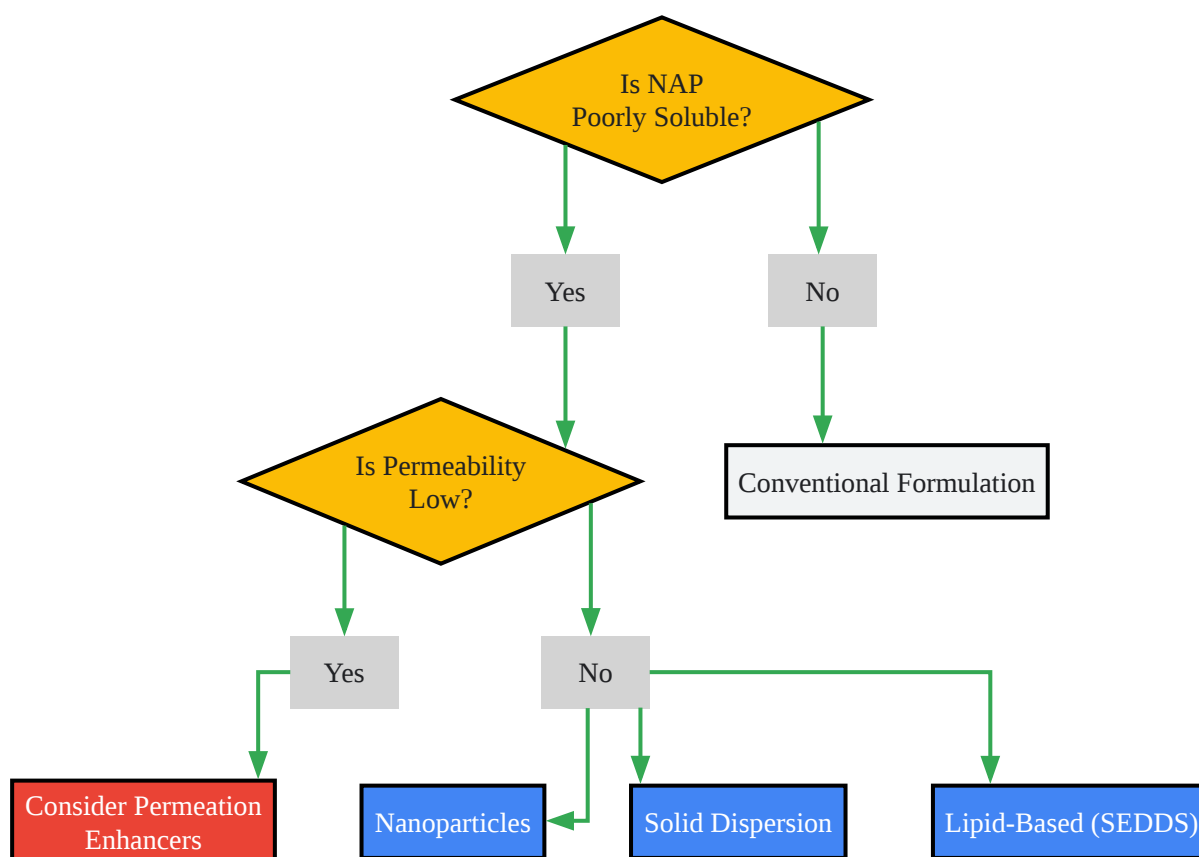 Is NAP
Poorly Soluble?
Yes
No
Is Permeability
Low?
Conventional Formulation
Yes
No
Consider Permeation
Enhancers
Nanoparticles
Solid Dispersion
Lipid-Based (SEDDS)